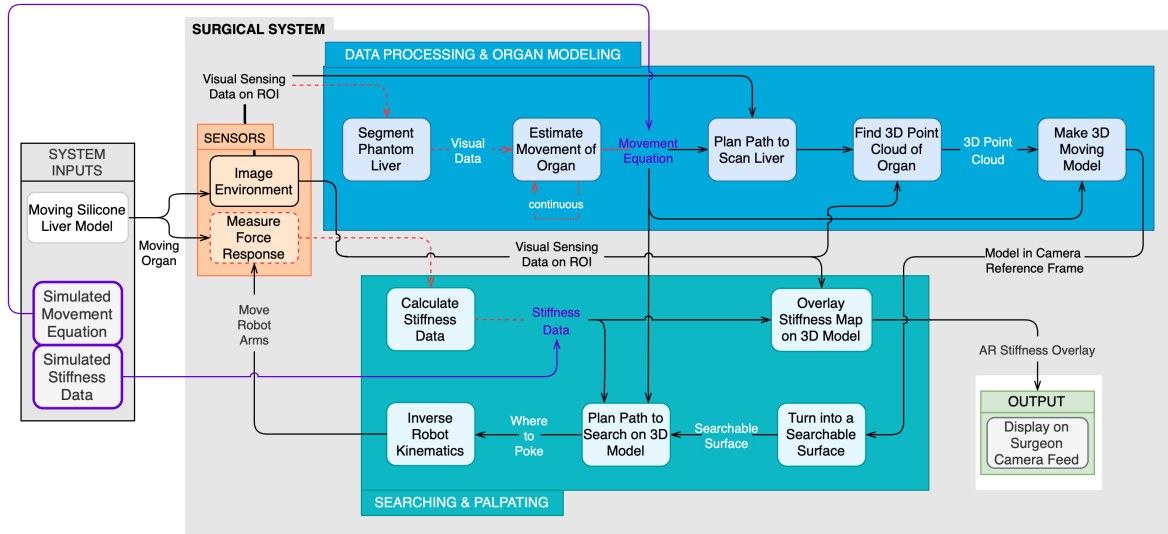 SURGICAL SYSTEM
DATA PROCESSING & ORGAN MODELING
Visual Sensing
Data on ROI
SENSORS
SYSTEM
INPUTS
Segment
Phantom
Liver
Visual
Data
Estimate
Movement
of Organ
continuous
Movement
Equation
Plan Path to
Scan Liver
Find 3D Point
Cloud of
Organ
3D Point
Cloud
Make 3D
Moving
Model
Image
Environment
Moving Silicone
Liver Model
Measure
Force
Response
Moving
Organ
Visual Sensing
Data on ROI
Model in Camera
Reference Frame
Simulated
Movement
Equation
Move
Robot
Arms
Calculate
Stiffness
Data
Stiffness
Data
Overlay
Stiffness Map
on 3D Model
AR Stiffness Overlay
Simulated
Stiffness
Data
Inverse
Robot
Kinematics
Where
to
Poke
Plan Path to
Search on 3D
Model
Searchable
Surface
Turn into a
Searchable
Surface
OUTPUT
Display on
Surgeon
Camera Feed
SEARCHING & PALPATING